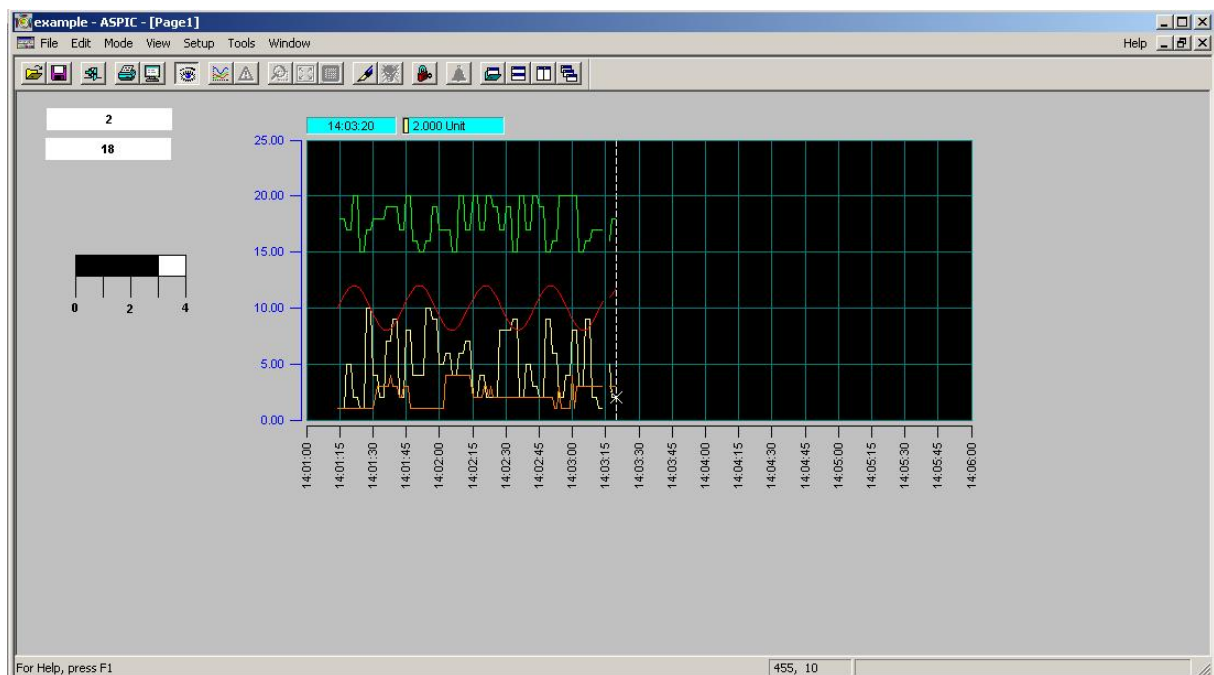 example - ASPIC - [Page1]
File Edit Mode View Setup Tools Window Help
2
18
14:03:20 2.000 Unit
25.00
20.00
15.00
10.00
5.00
0.00
0 2 4
14:01:00 14:01:15 14:01:30 14:01:45 14:02:00 14:02:15 14:02:30 14:02:45 14:03:00 14:03:15 14:03:30 14:03:45 14:04:00 14:04:15 14:04:30 14:04:45 14:05:00 14:05:15 14:05:30 14:05:45 14:06:00
For Help, press F1 455, 10